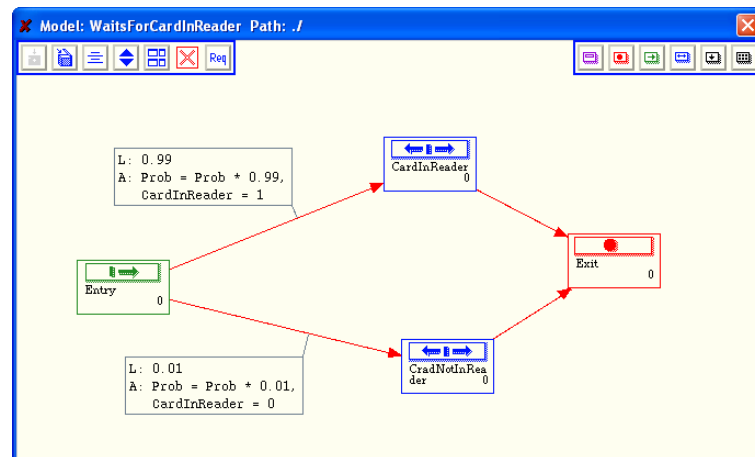 Model: WaitsForCardInReader Path: ./
Req
L: 0.99
A: Prob = Prob * 0.99,
CardInReader = 1
CardInReader
0
Exit
0
Entry
0
L: 0.01
A: Prob = Prob * 0.01,
CardInReader = 0
CradNotInRea
der 0